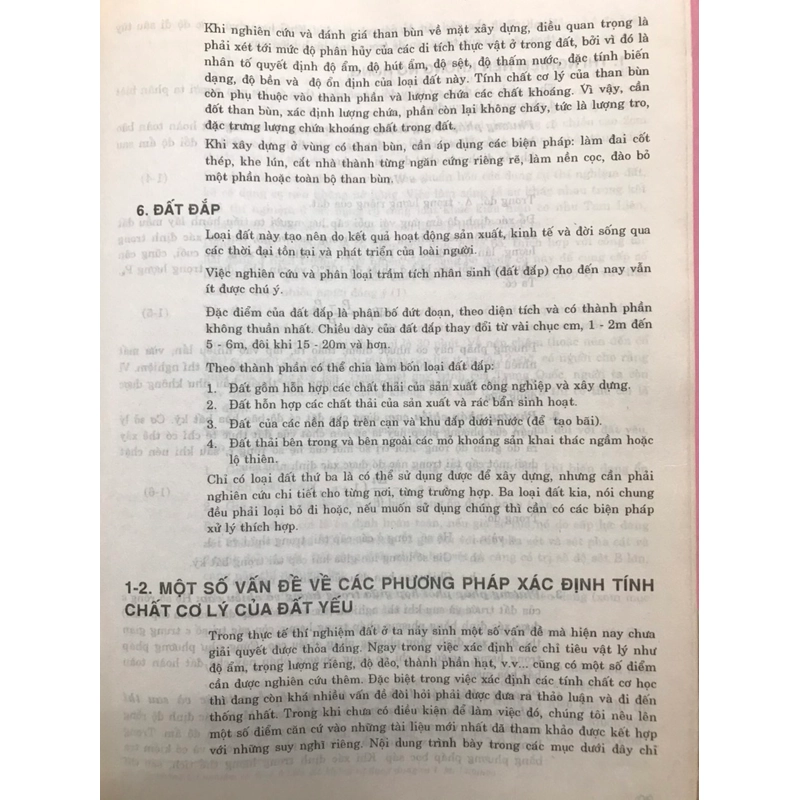 Khi nghiên cứu và đánh giá than bùn về mặt xây dựng, điều quan trọng là
phải xét tới mức độ phân hủy của các di tích thực vật ở trong đất, bởi vì đó là
nhân tố quyết định độ ẩm, độ hút ẩm, độ sệt, độ thấm nước, đặc tính biến
dạng, độ bền và độ ổn định của loại đất này. Tính chất cơ lý của than bùn
còn phụ thuộc vào thành phần và lượng chứa các chất khoáng. Vì vậy, cần
đốt than bùn, xác định lượng chứa, phần còn lại không cháy, tức là lượng tro,
đặc trưng lượng chứa khoáng chất trong đất.
Khi xây dựng ở vùng có than bùn, cần áp dụng các biện pháp: làm đai cốt
thép, khe lún, cắt nhà thành từng ngăn cứng riêng rẽ, làm nền cọc, đào bỏ
một phần hoặc toàn bộ than bùn.
6. ĐẤT ĐẮP
Loại đất này tạo nên do kết quả hoạt động sản xuất, kinh tế và đời sống qua
các thời đại tồn tại và phát triển của loài người.
Việc nghiên cứu và phân loại trầm tích nhân sinh (đất đắp) cho đến nay vẫn
ít được chú ý.
Đặc điểm của đất đắp là phân bố đứt đoạn, theo diện tích và có thành phần
không thuần nhất. Chiều dày của đất đắp thay đổi từ vài chục cm, 1 - 2m đến
5 - 6m, đôi khi 15 - 20m và hơn.
Theo thành phần có thể chia làm bốn loại đất đắp:
1. Đất gồm hỗn hợp các chất thải của sản xuất công nghiệp và xây dựng.
2. Đất hỗn hợp các chất thải của sản xuất và rác bẩn sinh hoạt.
3. Đất của các nền đắp trên cạn và khu đắp dưới nước (để tạo bãi).
4. Đất thải bên trong và bên ngoài các mỏ khoáng sản khai thác ngầm hoặc
lộ thiên.
Chỉ có loại đất thứ ba là có thể sử dụng được để xây dựng, nhưng cần phải
nghiên cứu chi tiết cho từng nơi, từng trường hợp. Ba loại đất kia, nói chung
đều phải loại bỏ đi hoặc, nếu muốn sử dụng chúng thì cần có các biện pháp
xử lý thích hợp.
1-2. MỘT SỐ VẤN ĐỀ VỀ CÁC PHƯƠNG PHÁP XÁC ĐỊNH TÍNH
CHẤT CƠ LÝ CỦA ĐẤT YẾU
Trong thực tế thí nghiệm đất ở ta nảy sinh một số vấn đề mà hiện nay chưa
giải quyết được thỏa đáng. Ngay trong việc xác định các chỉ tiêu vật lý như
độ ẩm, trọng lượng riêng, độ dẻo, thành phần hạt, v.v... cũng có một số điểm
cần được nghiên cứu thêm. Đặc biệt trong việc xác định các tính chất cơ học
thì đang còn khá nhiều vấn đề đòi hỏi phải được đưa ra thảo luận và đi đến
thống nhất. Trong khi chưa có điều kiện để làm việc đó, chúng tôi nêu lên
một số điểm căn cứ vào những tài liệu mới nhất đã tham khảo được kết hợp
với những suy nghĩ riêng. Nội dung trình bày trong các mục dưới đây chỉ